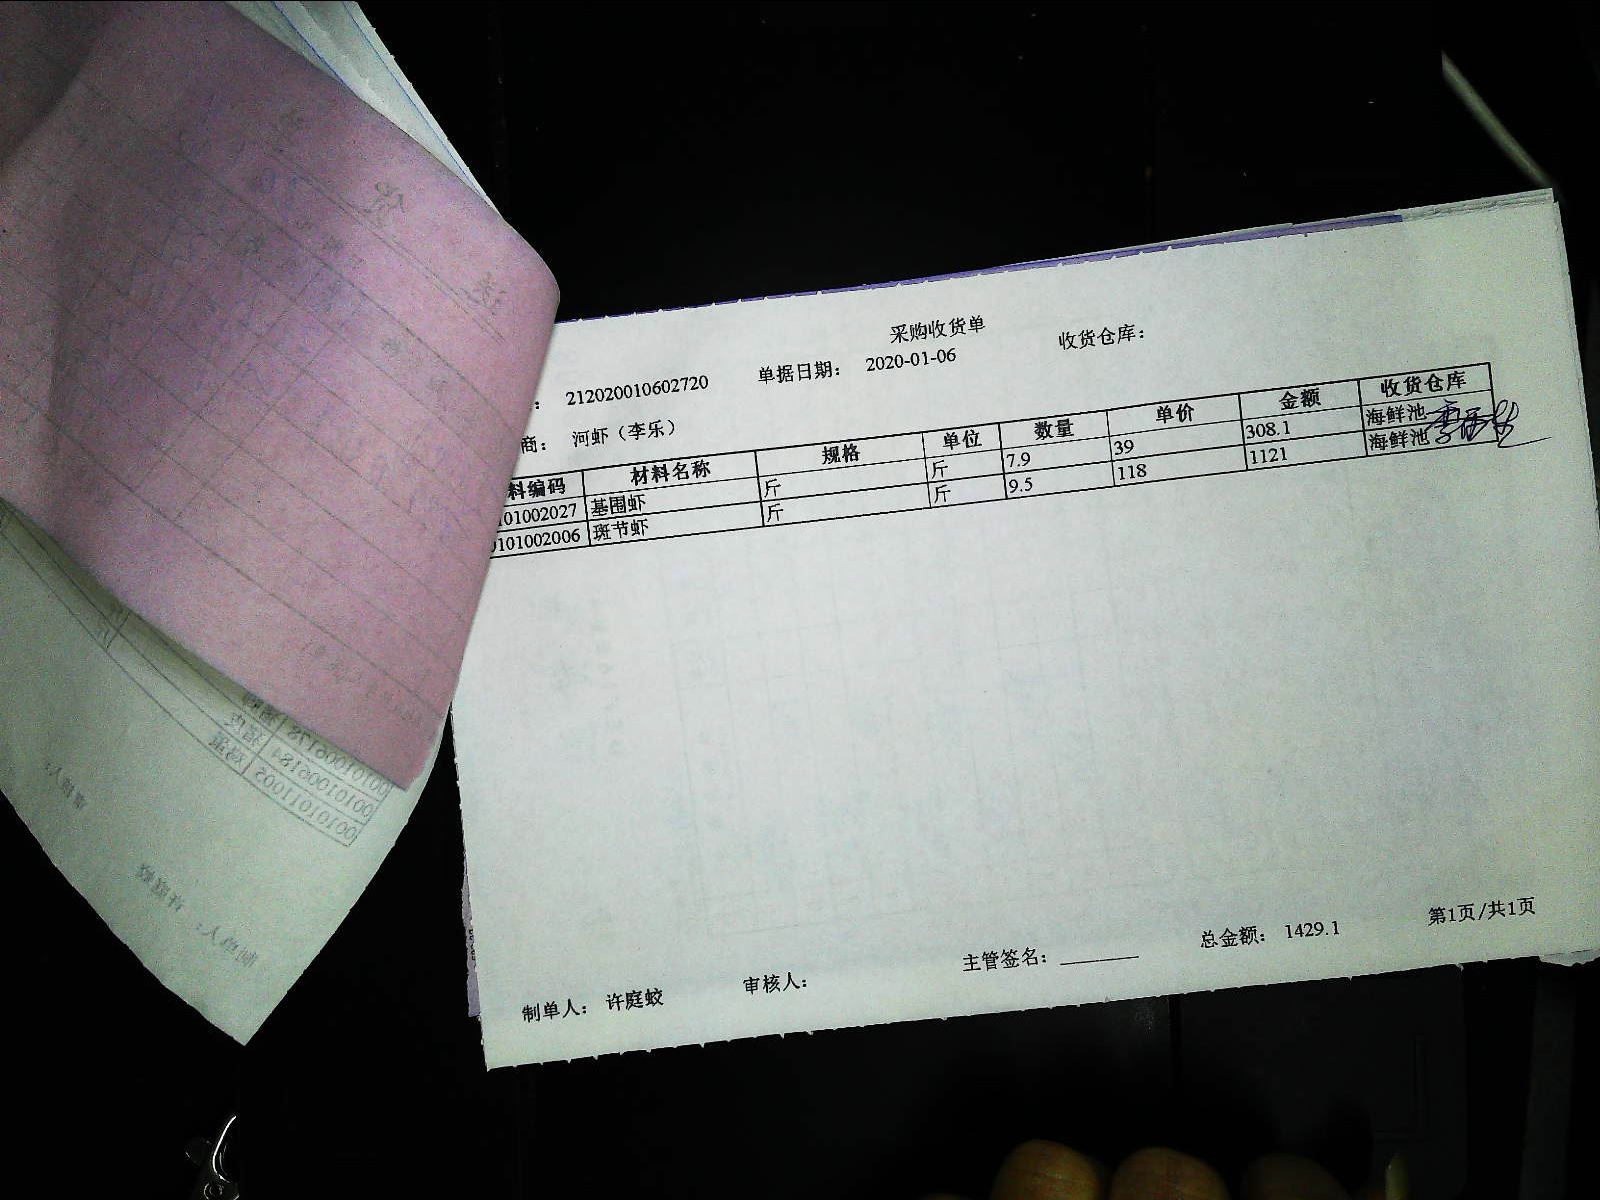 采购收货单
：212020010602720 单据日期：2020-01-06 收货仓库：
商：河虾（李乐）
料编码 材料名称 规格 单位 数量 单价 金额 收货仓库
101002027 基围虾 斤 斤 7.9 39 308.1 海鲜池
101002006 斑节虾 斤 斤 9.5 118 1121 海鲜池
制单人：许庭蛟 审核人： 主管签名： 总金额：1429.1 第1页/共1页